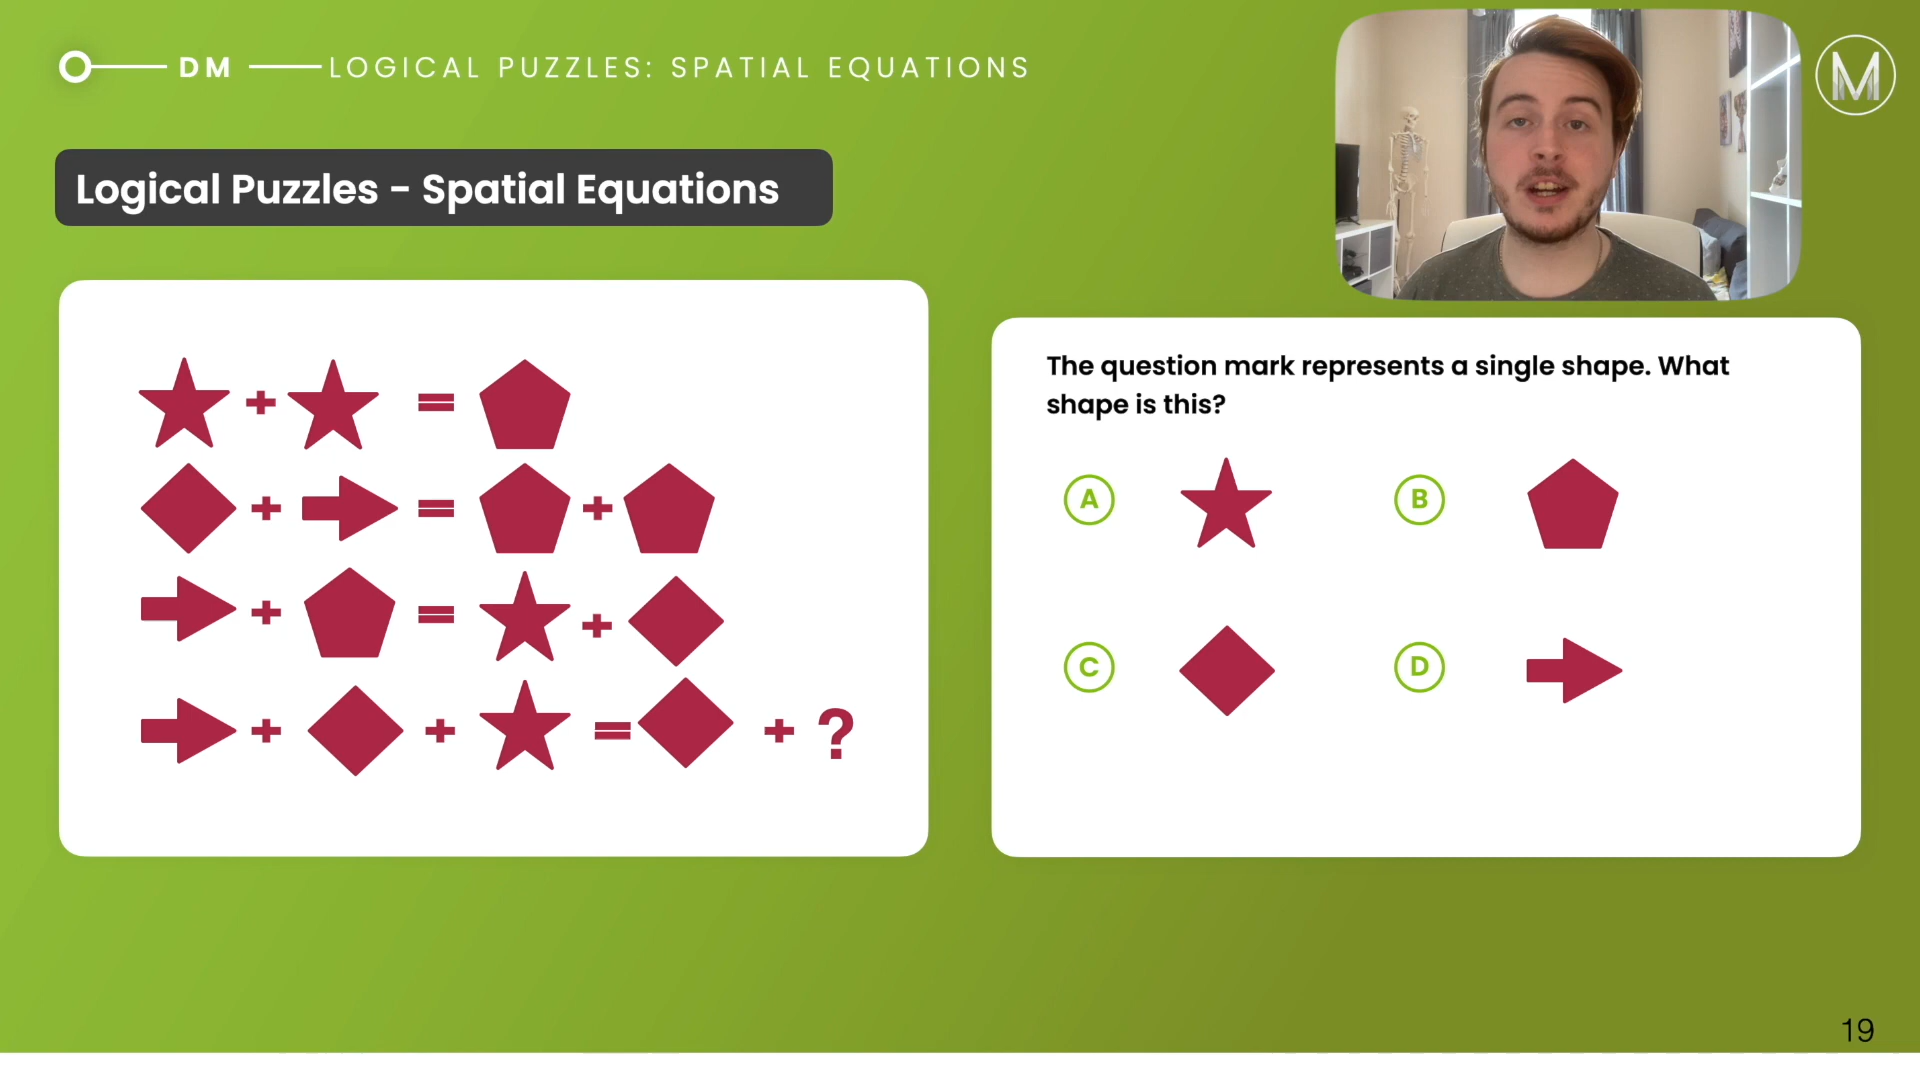 DM
LOGICAL PUZZLES: SPATIAL EQUATIONS
M
Logical Puzzles - Spatial Equations
+ =
+ = +
+ = +
+ + = + ?
The question mark represents a single shape. What
shape is this?
A B
C D
19